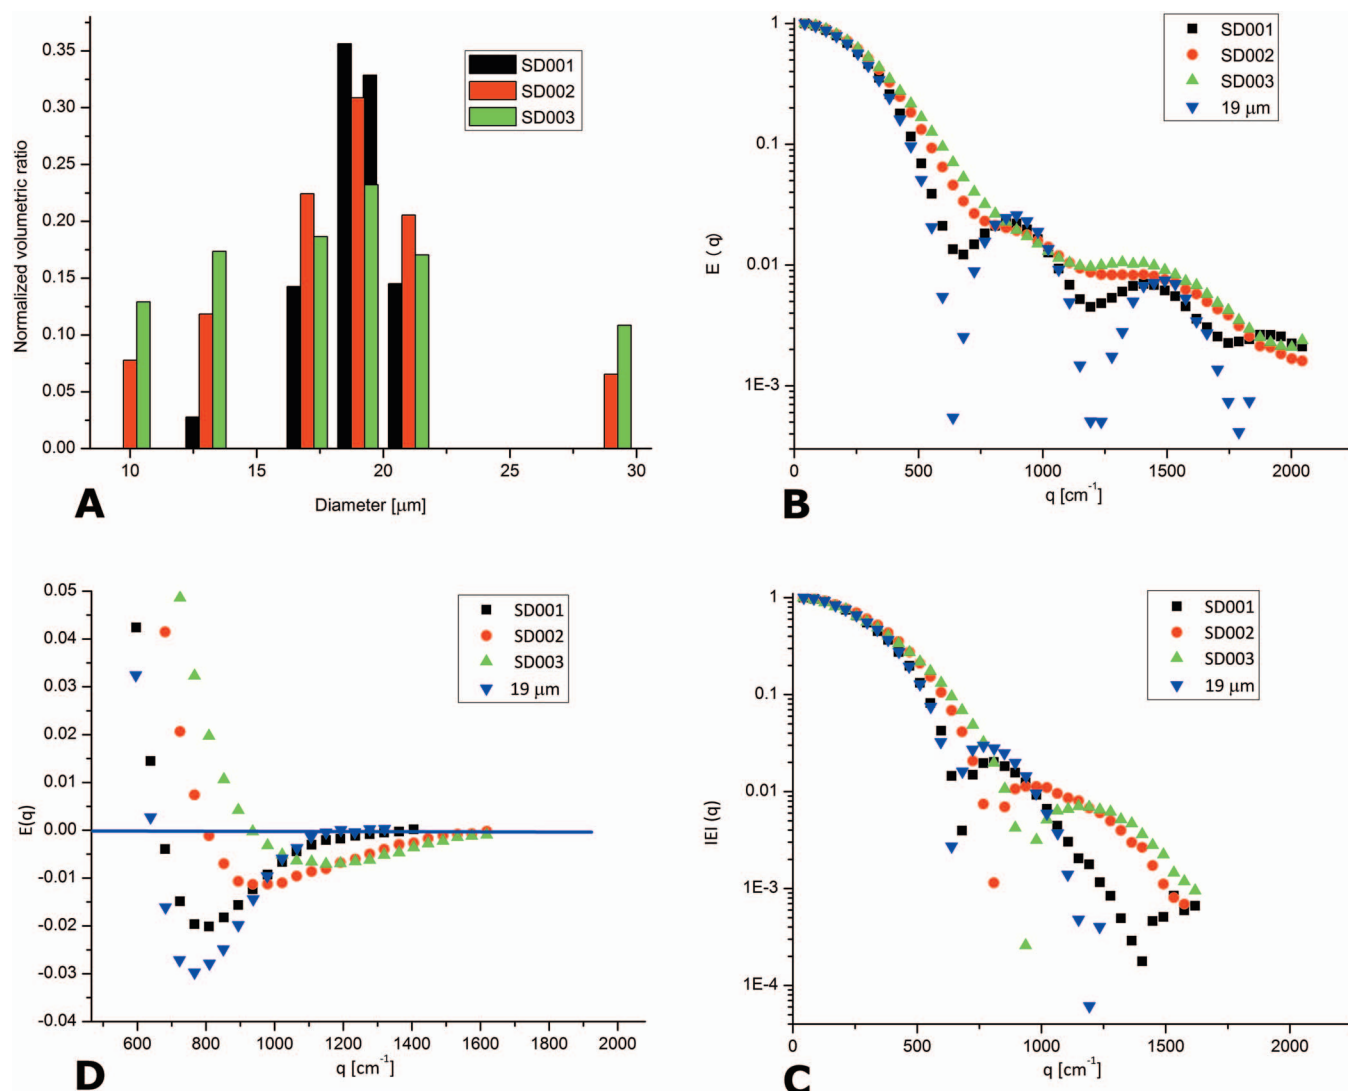 0.35
0.30
0.25
0.20
0.15
0.10
0.05
0.00
Normalized volumetric ratio
SD001
SD002
SD003
10 15 20 25 30
Diameter [μm]
A
1
0.1
0.01
1E-3
E (q)
SD001
SD002
SD003
19 μm
0 500 1000 1500 2000
q [cm-1]
B
0.05
0.04
0.03
0.02
0.01
0.00
-0.01
-0.02
-0.03
-0.04
E(q)
SD001
SD002
SD003
19 μm
600 800 1000 1200 1400 1600 1800 2000
q [cm-1]
D
1
0.1
0.01
1E-3
1E-4
IEI (q)
SD001
SD002
SD003
19 μm
0 500 1000 1500 2000
q [cm-1]
C